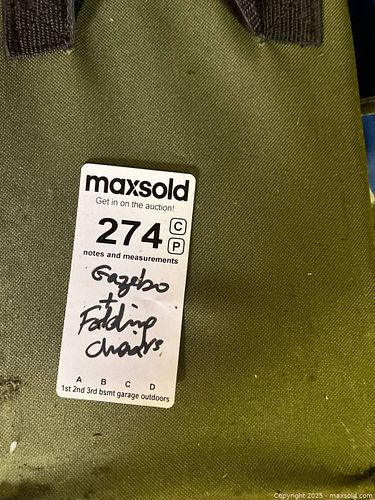 maxsold
Get in on the auction!
274 C
P
notes and measurements
Gazebo
+
Folding
chairs
A B C D
1st 2nd 3rd bsmt garage outdoors
Copyright 2025 - maxsold.com